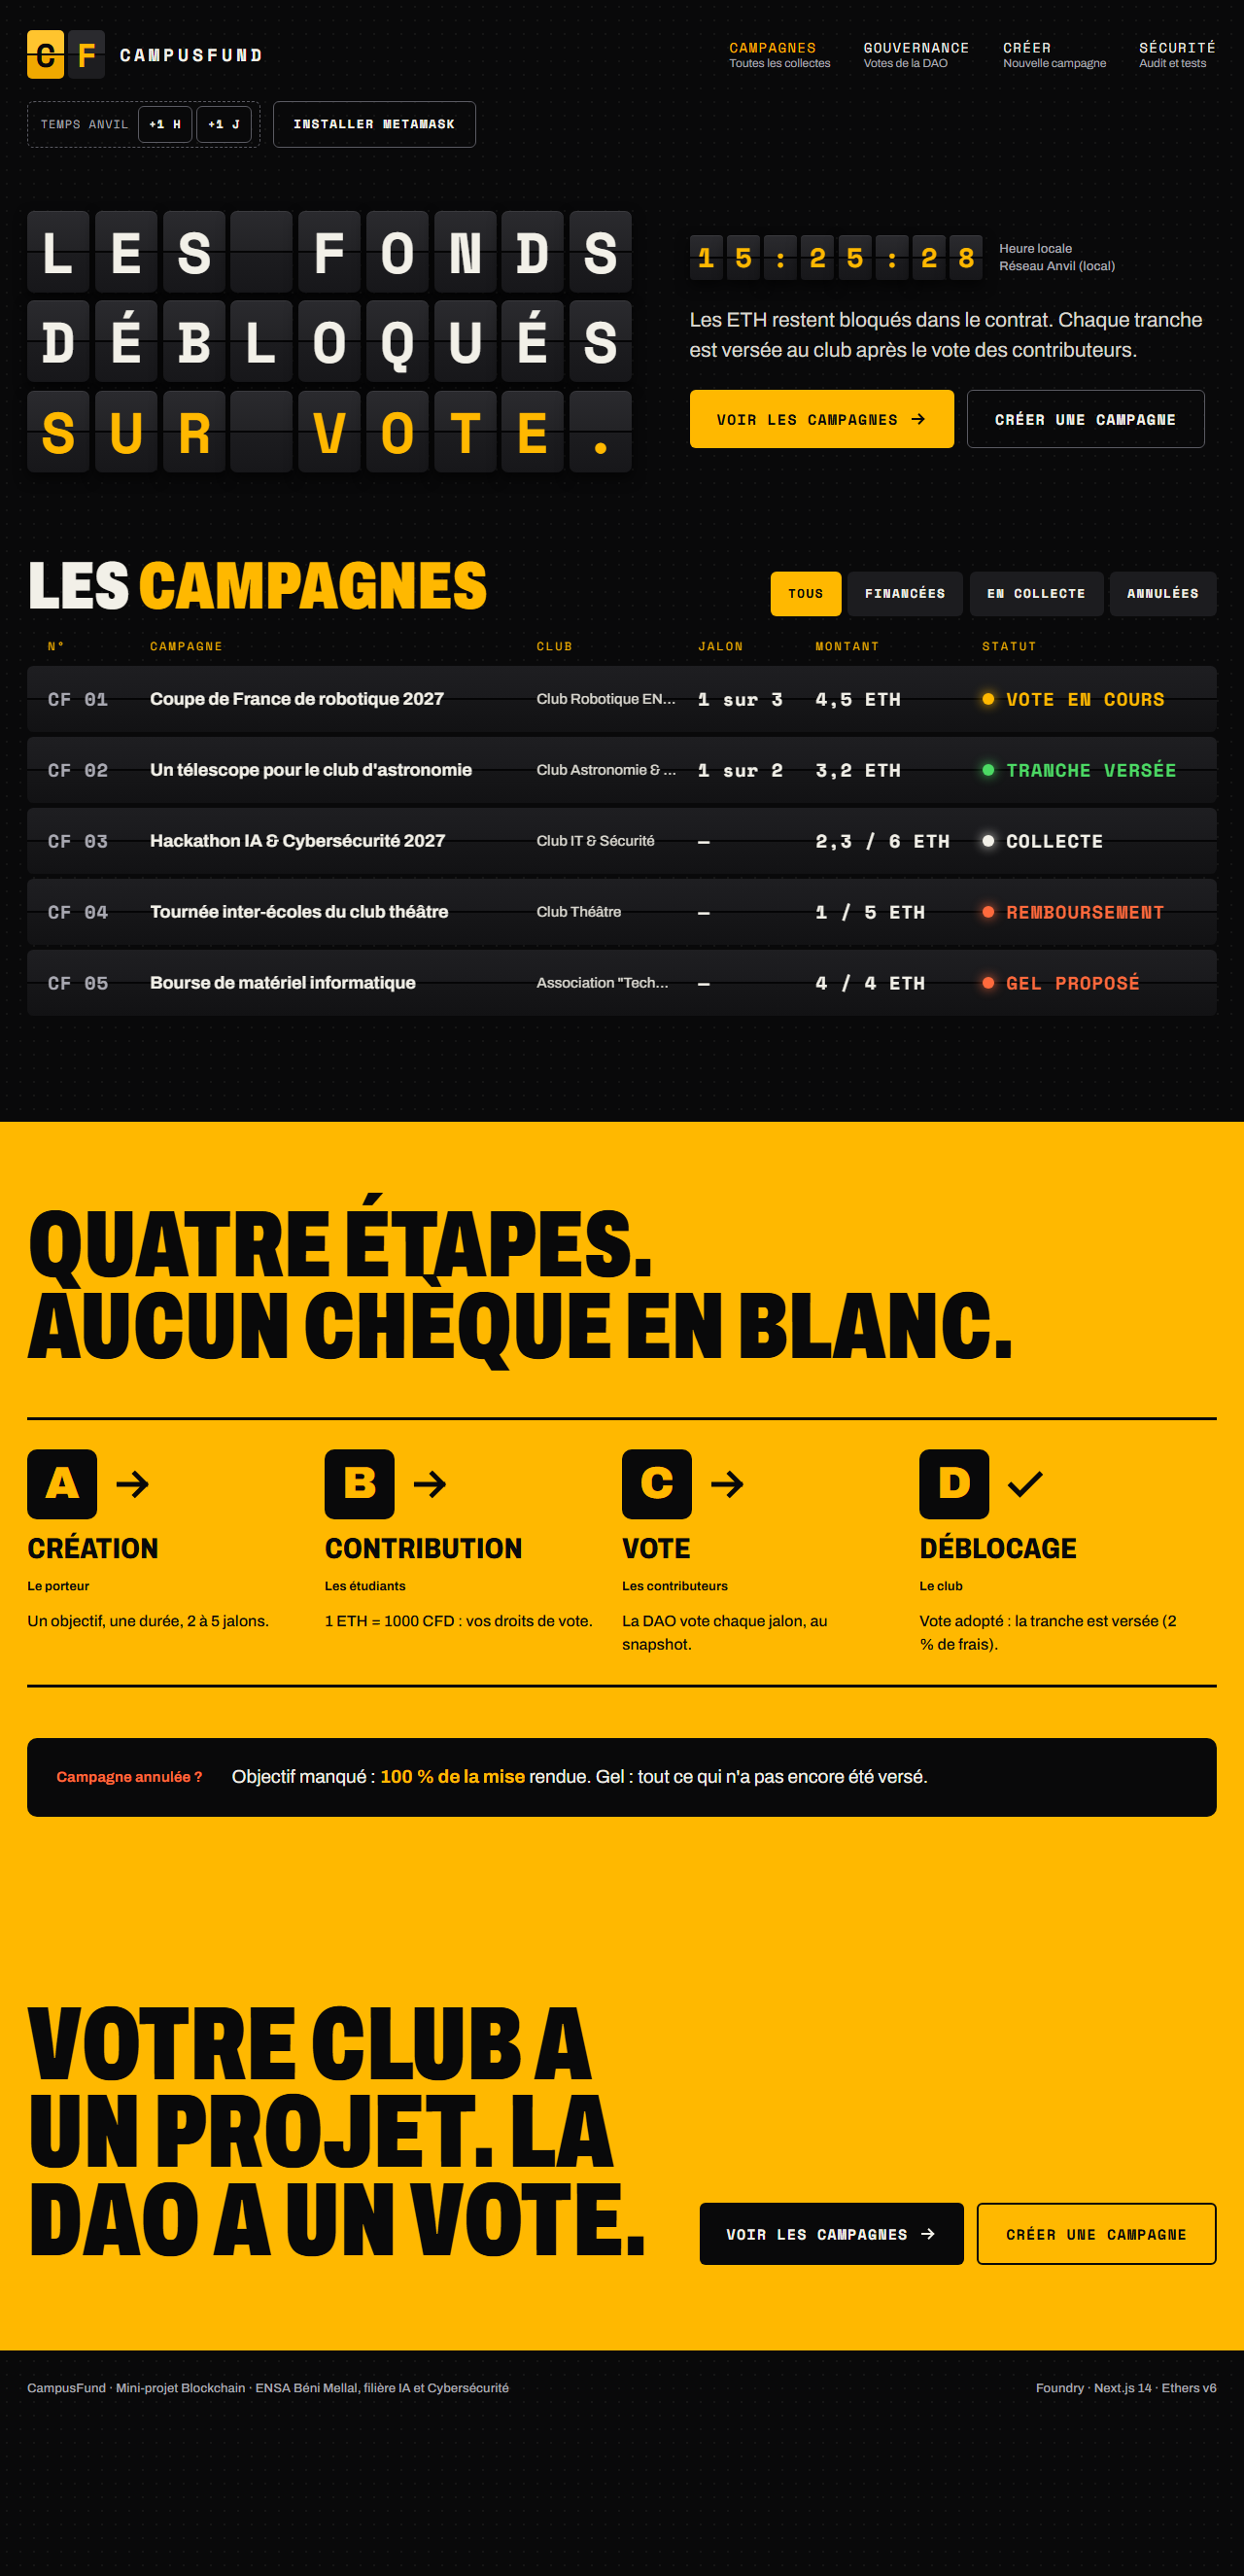 CF CAMPUSFUND
CAMPAGNES GOUVERNANCE CRÉER SÉCURITÉ
Toutes les collectes Votes de la DAO Nouvelle campagne Audit et tests
TEMPS ANVIL +1 H +1 J INSTALLER METAMASK
LES FONDS
DÉBLOQUÉS
SUR VOTE.
15:25:28
Heure locale
Réseau Anvil (local)
Les ETH restent bloqués dans le contrat. Chaque tranche
est versée au club après le vote des contributeurs.
VOIR LES CAMPAGNES → CRÉER UNE CAMPAGNE
LES CAMPAGNES
TOUS FINANCÉES EN COLLECTE ANNULÉES
N° CAMPAGNE CLUB JALON MONTANT STATUT
CF 01 Coupe de France de robotique 2027 Club Robotique EN... 1 sur 3 4,5 ETH VOTE EN COURS
CF 02 Un télescope pour le club d'astronomie Club Astronomie & ... 1 sur 2 3,2 ETH TRANCHE VERSÉE
CF 03 Hackathon IA & Cybersécurité 2027 Club IT & Sécurité — 2,3 / 6 ETH COLLECTE
CF 04 Tournée inter-écoles du club théâtre Club Théâtre — 1 / 5 ETH REMBOURSEMENT
CF 05 Bourse de matériel informatique Association "Tech... — 4 / 4 ETH GEL PROPOSÉ
QUATRE ÉTAPES.
AUCUN CHÈQUE EN BLANC.
A → B → C → D ✓
CRÉATION CONTRIBUTION VOTE DÉBLOCAGE
Le porteur Les étudiants Les contributeurs Le club
Un objectif, une durée, 2 à 5 jalons. 1 ETH = 1000 CFD : vos droits de vote. La DAO vote chaque jalon, au Vote adopté : la tranche est versée (2
snapshot. % de frais).
Campagne annulée ? Objectif manqué : 100 % de la mise rendue. Gel : tout ce qui n'a pas encore été versé.
VOTRE CLUB A
UN PROJET. LA
DAO A UN VOTE.
VOIR LES CAMPAGNES → CRÉER UNE CAMPAGNE
CampusFund · Mini-projet Blockchain · ENSA Béni Mellal, filière IA et Cybersécurité Foundry · Next.js 14 · Ethers v6